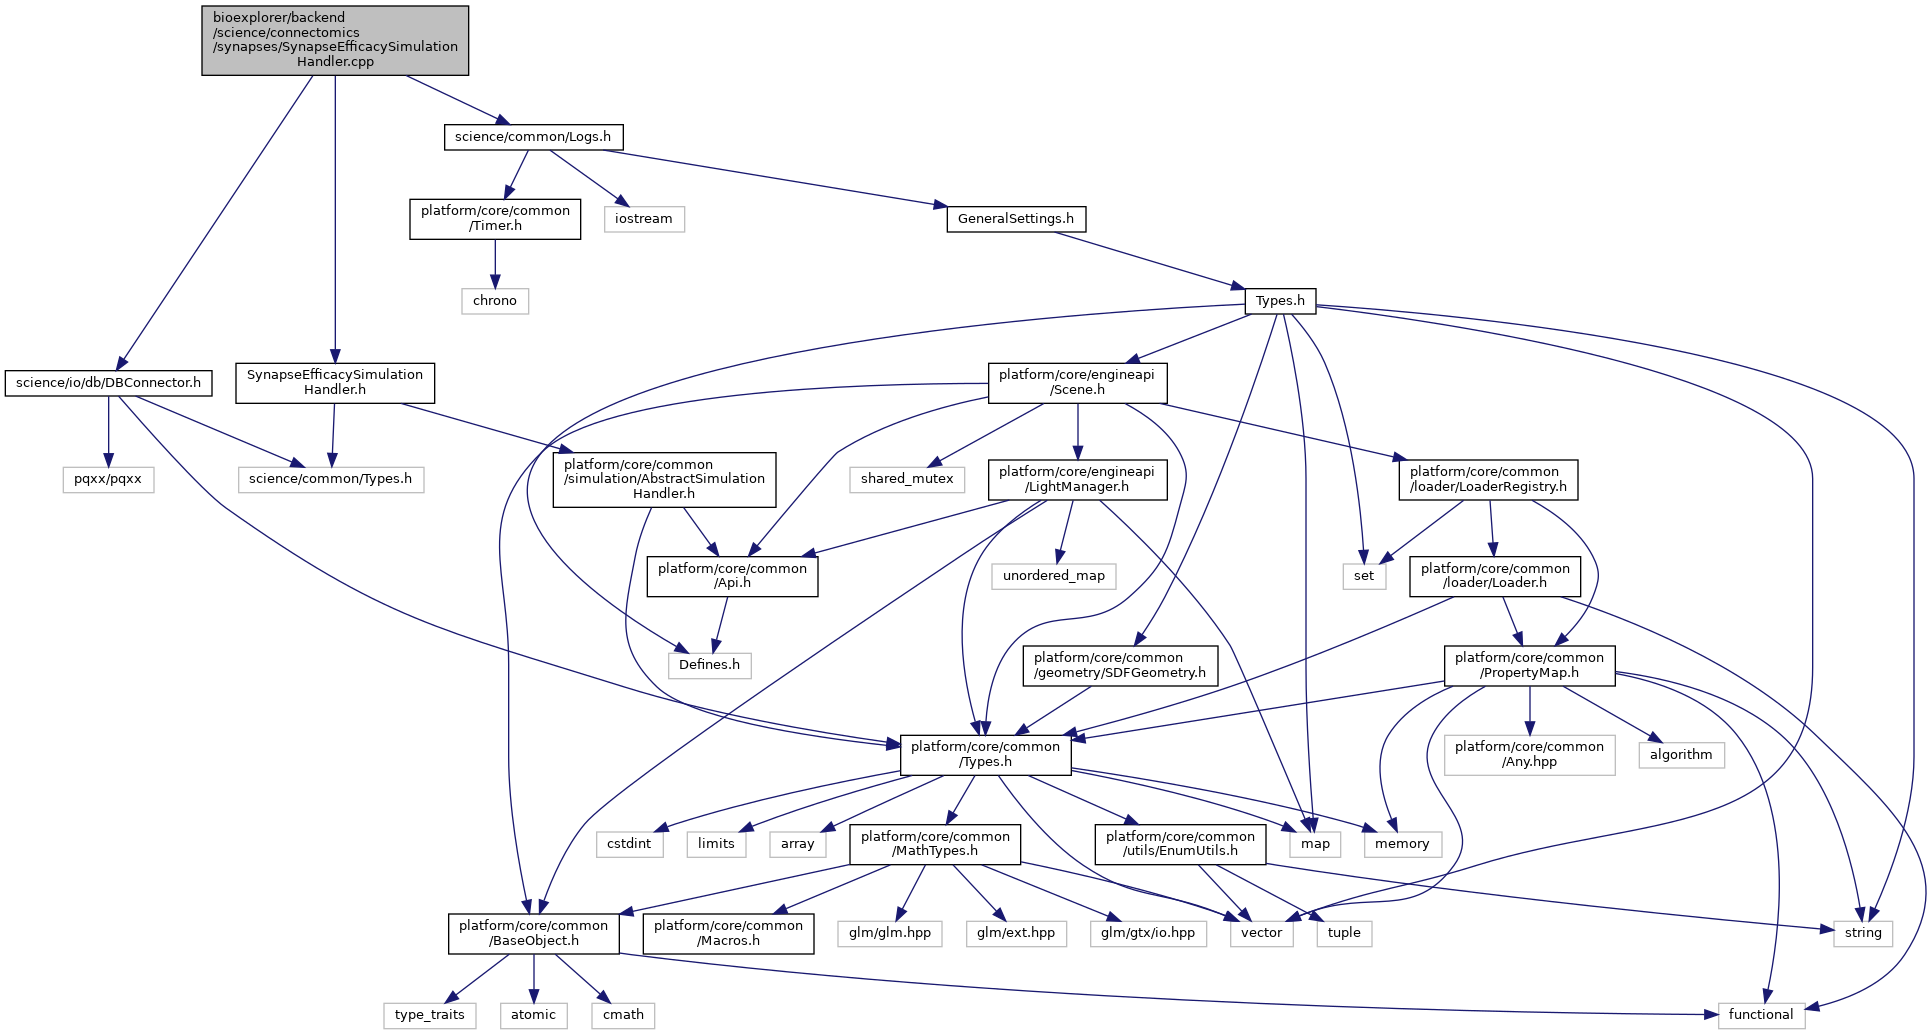 bioexplorer/backend
/science/connectomics
/synapses/SynapseEfficacySimulation
Handler.cpp
science/common/Logs.h
platform/core/common
/Timer.h
iostream
GeneralSettings.h
chrono
Types.h
science/io/db/DBConnector.h
SynapseEfficacySimulation
Handler.h
platform/core/engineapi
/Scene.h
pqxx/pqxx
science/common/Types.h
platform/core/common
/simulation/AbstractSimulation
Handler.h
shared_mutex
platform/core/engineapi
/LightManager.h
platform/core/common
/loader/LoaderRegistry.h
platform/core/common
/Api.h
unordered_map
set
platform/core/common
/loader/Loader.h
Defines.h
platform/core/common
/geometry/SDFGeometry.h
platform/core/common
/PropertyMap.h
platform/core/common
/Types.h
platform/core/common
/Any.hpp
algorithm
cstdint
limits
array
platform/core/common
/MathTypes.h
platform/core/common
/utils/EnumUtils.h
map
memory
platform/core/common
/BaseObject.h
platform/core/common
/Macros.h
glm/glm.hpp
glm/ext.hpp
glm/gtx/io.hpp
vector
tuple
string
type_traits
atomic
cmath
functional